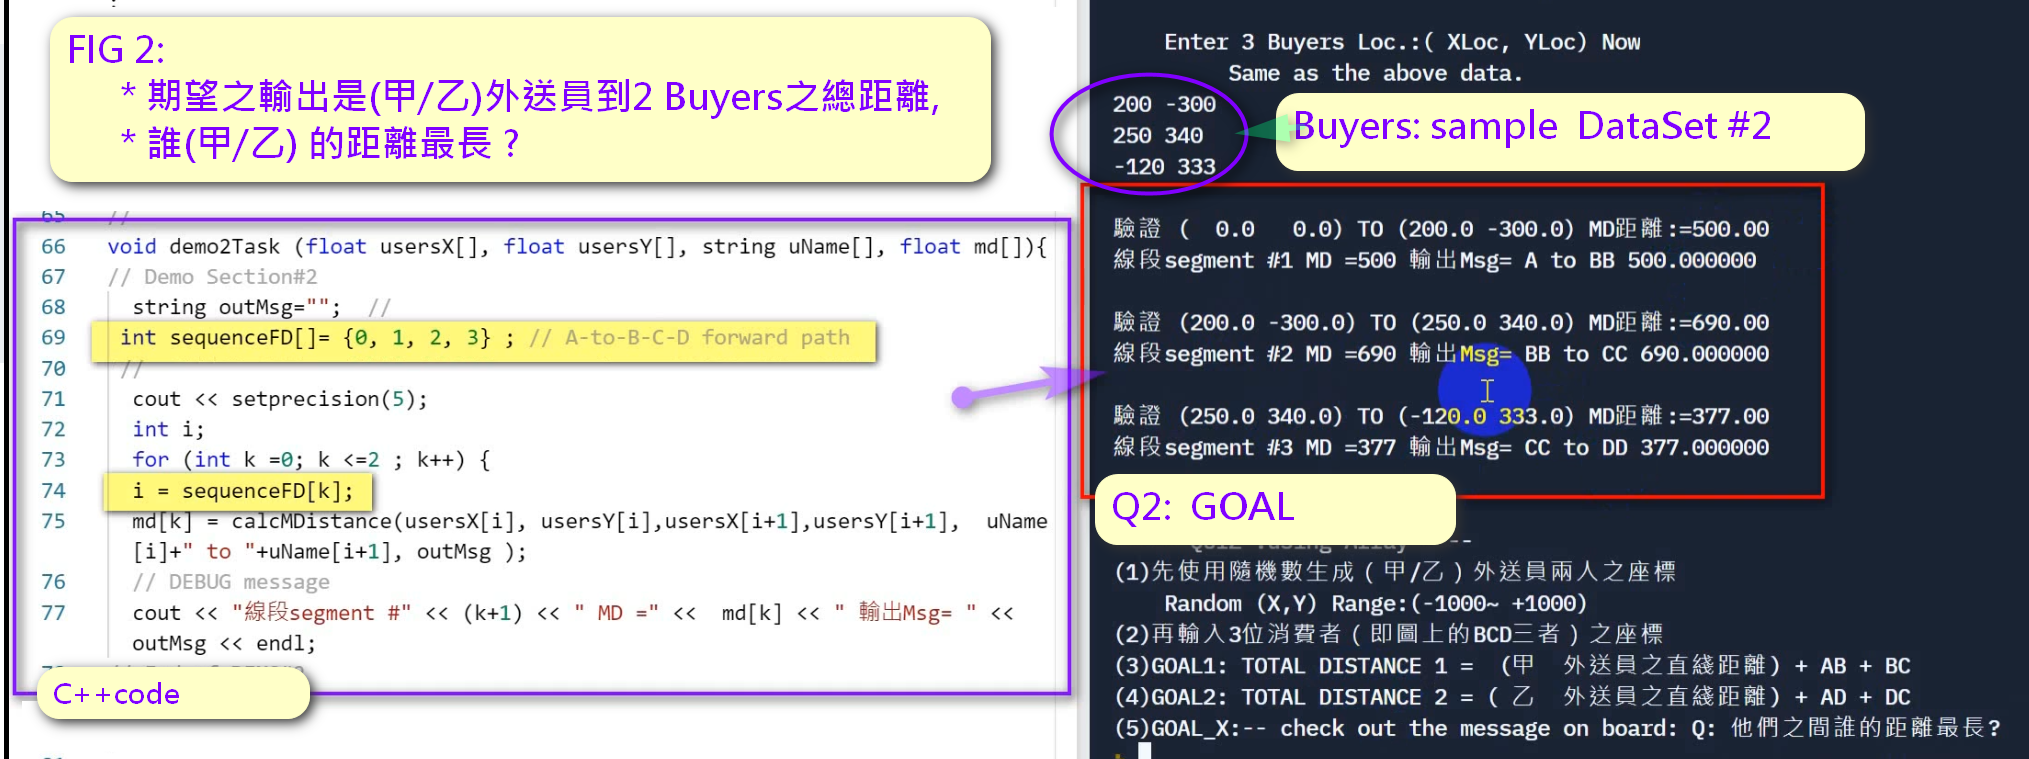 FIG 2:
* 期望之輸出是(甲/乙)外送員到2 Buyers之總距離,
* 誰(甲/乙) 的距離最長 ?
65 //
66 void demo2Task (float usersX[], float usersY[], string uName[], float md[]){
67 // Demo Section#2
68 string outMsg=""; //
69 int sequenceFD[]= {0, 1, 2, 3} ; // A-to-B-C-D forward path
70 //
71 cout << setprecision(5);
72 int i;
73 for (int k =0; k <=2 ; k++) {
74 i = sequenceFD[k];
75 md[k] = calcMDistance(usersX[i], usersY[i],usersX[i+1],usersY[i+1], uName
[i]+" to "+uName[i+1], outMsg );
76 // DEBUG message
77 cout << "線段segment #" << (k+1) << " MD =" << md[k] << " 輸出Msg= " <<
outMsg << endl;
C++code
Enter 3 Buyers Loc.:( XLoc, YLoc) Now
Same as the above data.
200 -300
250 340
-120 333
Buyers: sample DataSet #2
驗證 ( 0.0 0.0) TO (200.0 -300.0) MD距離:=500.00
線段segment #1 MD =500 輸出Msg= A to BB 500.000000
驗證 (200.0 -300.0) TO (250.0 340.0) MD距離:=690.00
線段segment #2 MD =690 輸出Msg= BB to CC 690.000000
驗證 (250.0 340.0) TO (-120.0 333.0) MD距離:=377.00
線段segment #3 MD =377 輸出Msg= CC to DD 377.000000
Q2: GOAL
(1)先使用隨機數生成(甲/乙)外送員兩人之座標
Random (X,Y) Range:(-1000~ +1000)
(2)再輸入3位消費者(即圖上的BCD三者)之座標
(3)GOAL1: TOTAL DISTANCE 1 = (甲 外送員之直綫距離) + AB + BC
(4)GOAL2: TOTAL DISTANCE 2 = ( 乙 外送員之直綫距離) + AD + DC
(5)GOAL_X:-- check out the message on board: Q: 他們之間誰的距離最長?